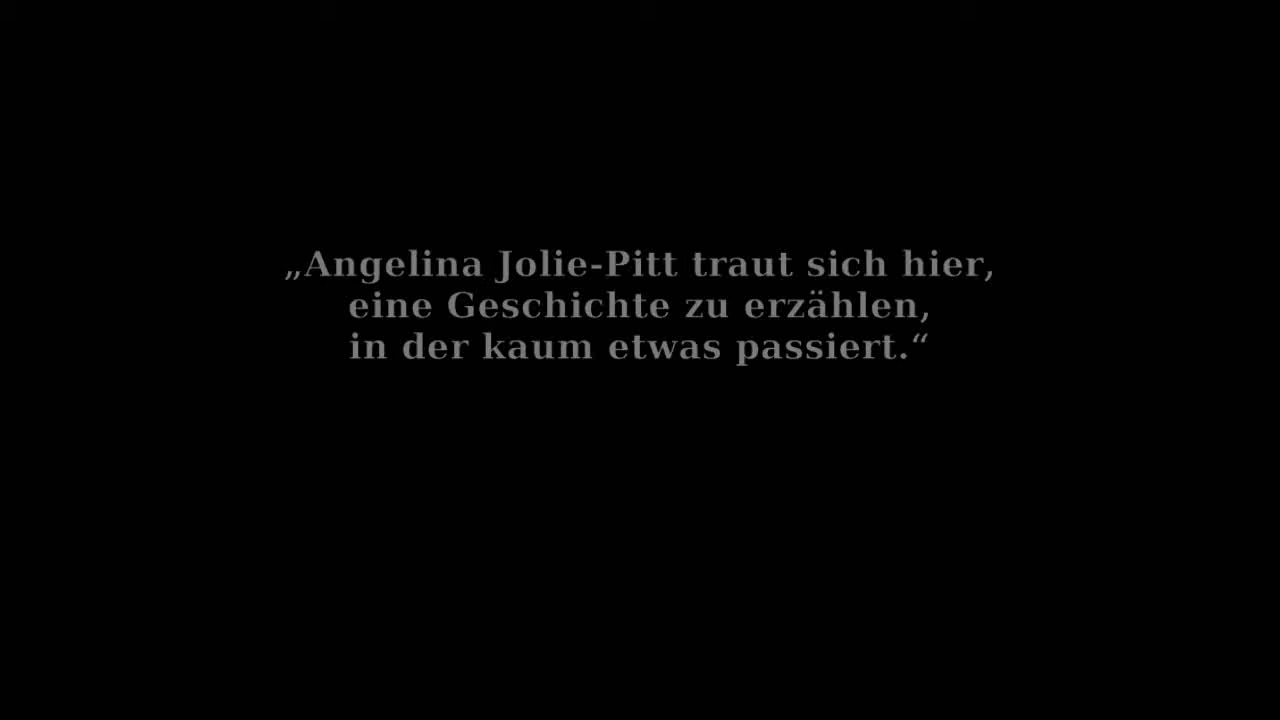 „Angelina Jolie-Pitt traut sich hier,
eine Geschichte zu erzählen,
in der kaum etwas passiert.“